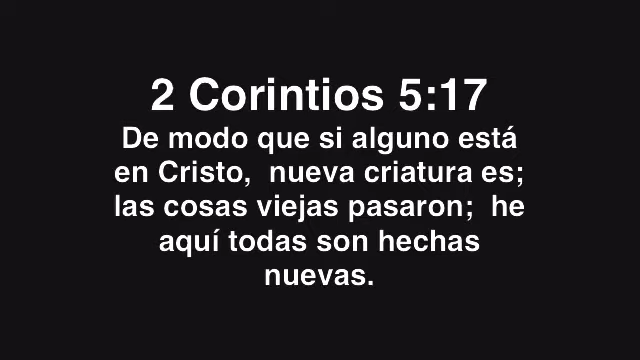 2 Corintios 5:17
De modo que si alguno está
en Cristo,  nueva criatura es;
las cosas viejas pasaron;  he
aquí todas son hechas
nuevas.